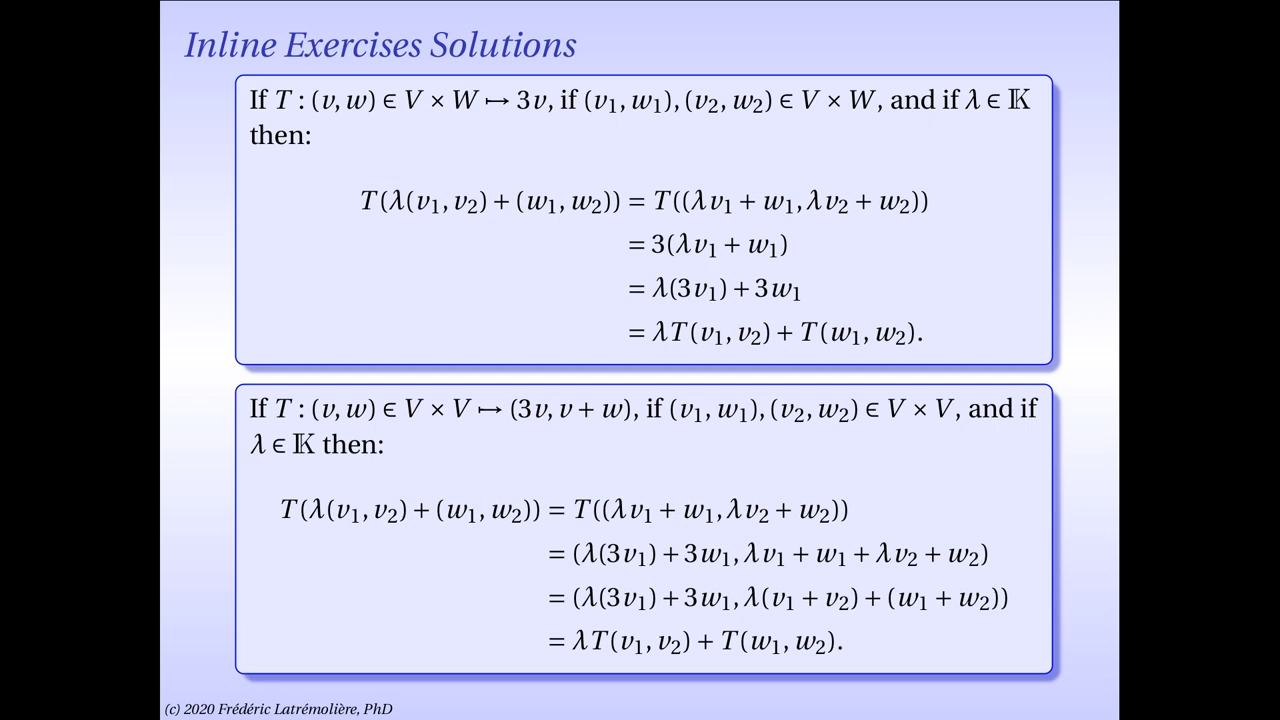 Inline Exercises Solutions
If T : (v, w) ∈ V × W ↦ 3v, if (v₁, w₁), (v₂, w₂) ∈ V × W, and if λ ∈ 𝕂
then:
T(λ(v₁, v₂) + (w₁, w₂)) = T((λv₁ + w₁, λv₂ + w₂))
= 3(λv₁ + w₁)
= λ(3v₁) + 3w₁
= λT(v₁, v₂) + T(w₁, w₂).
If T : (v, w) ∈ V × V ↦ (3v, v + w), if (v₁, w₁), (v₂, w₂) ∈ V × V, and if
λ ∈ 𝕂 then:
T(λ(v₁, v₂) + (w₁, w₂)) = T((λv₁ + w₁, λv₂ + w₂))
= (λ(3v₁) + 3w₁, λv₁ + w₁ + λv₂ + w₂)
= (λ(3v₁) + 3w₁, λ(v₁ + v₂) + (w₁ + w₂))
= λT(v₁, v₂) + T(w₁, w₂).
(c) 2020 Frédéric Latrémolière, PhD